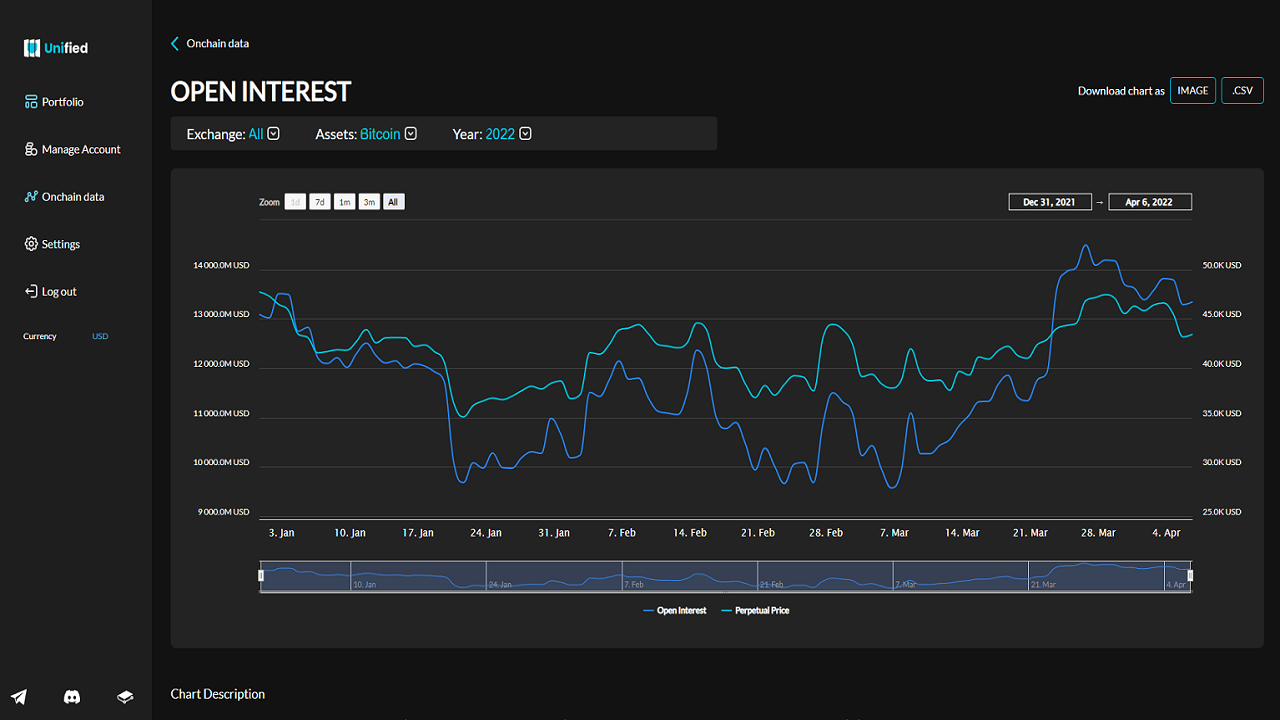 Unified
Portfolio
Manage Account
Onchain data
Settings
Log out
Currency USD
Onchain data
OPEN INTEREST
Download chart as IMAGE .CSV
Exchange: All Assets: Bitcoin Year: 2022
Zoom 1d 7d 1m 3m All Dec 31, 2021 → Apr 6, 2022
14 000.0M USD 50.0K USD
13 000.0M USD 45.0K USD
12 000.0M USD 40.0K USD
11 000.0M USD 35.0K USD
10 000.0M USD 30.0K USD
9 000.0M USD 25.0K USD
3. Jan 10. Jan 17. Jan 24. Jan 31. Jan 7. Feb 14. Feb 21. Feb 28. Feb 7. Mar 14. Mar 21. Mar 28. Mar 4. Apr
10. Jan 24. Jan 7. Feb 21. Feb 7. Mar 21. Mar 4. Apr
Open Interest Perpetual Price
Chart Description